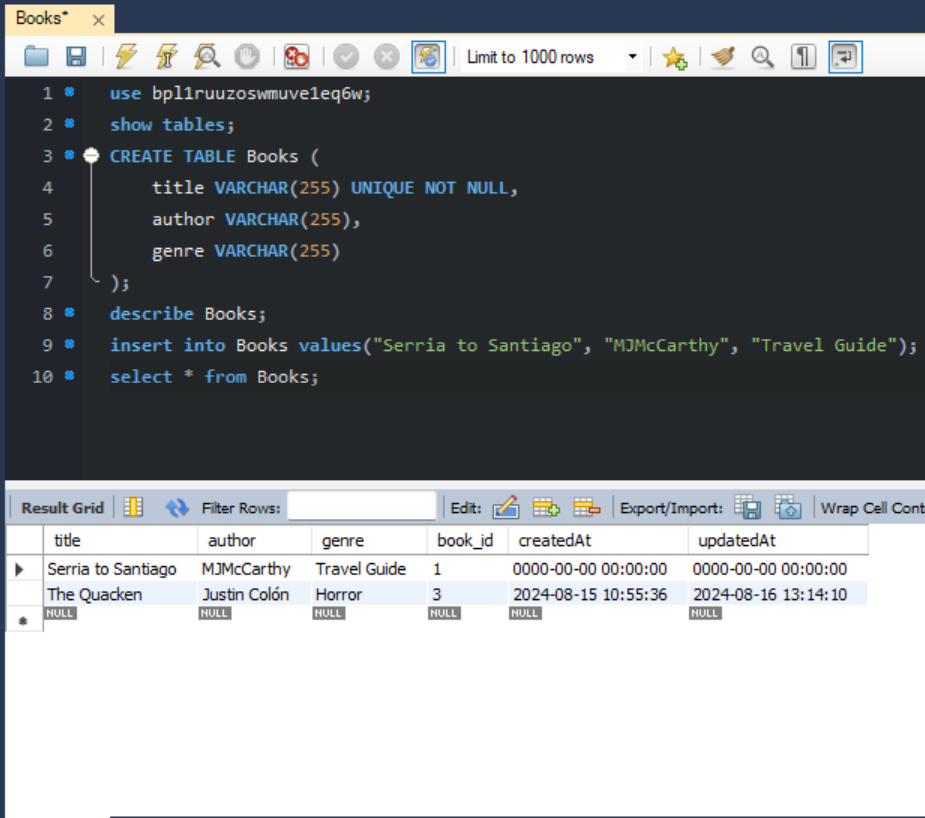 Books*
Limit to 1000 rows
1 use bpl1ruuzoswmuve1eq6w;
2 show tables;
3 CREATE TABLE Books (
4 title VARCHAR(255) UNIQUE NOT NULL,
5 author VARCHAR(255),
6 genre VARCHAR(255)
7 );
8 describe Books;
9 insert into Books values("Serria to Santiago", "MJMcCarthy", "Travel Guide");
10 select * from Books;
Result Grid Filter Rows: Edit: Export/Import: Wrap Cell Cont
title author genre book_id createdAt updatedAt
Serria to Santiago MJMcCarthy Travel Guide 1 0000-00-00 00:00:00 0000-00-00 00:00:00
The Quacken Justin Colón Horror 3 2024-08-15 10:55:36 2024-08-16 13:14:10
NULL NULL NULL NULL NULL NULL